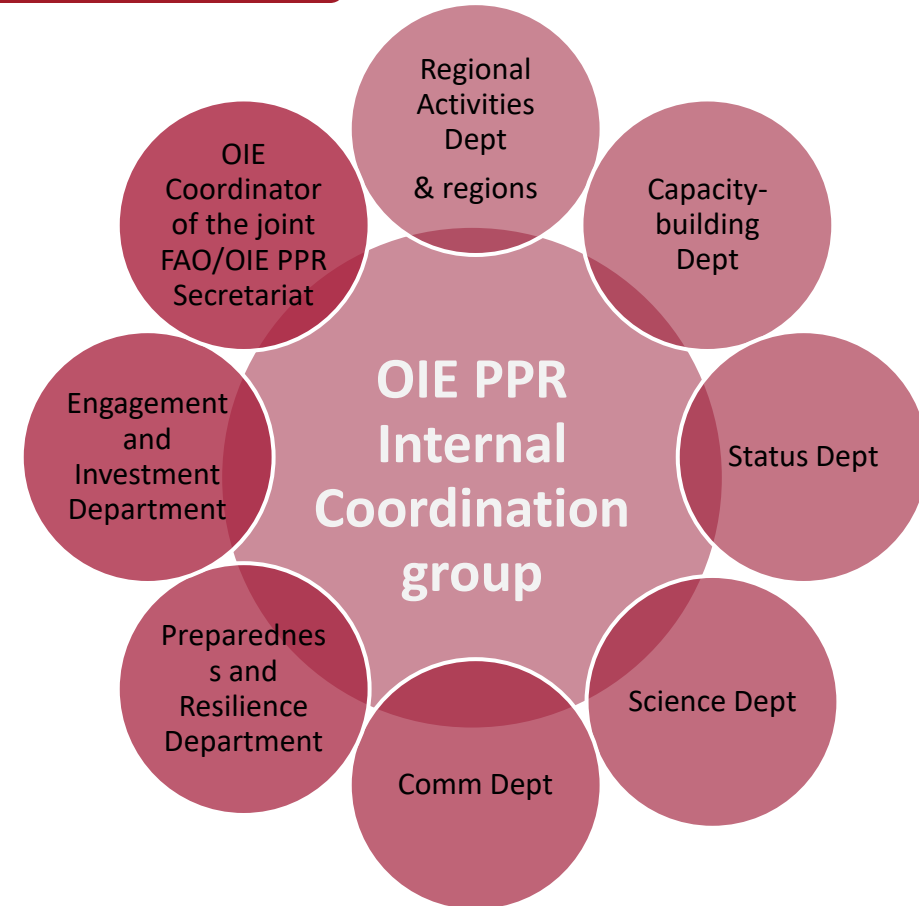 Regional
Activities
Dept
& regions
Capacity-
building
Dept
Status Dept
Science Dept
Comm Dept
Preparednes
s and
Resilience
Department
Engagement
and
Investment
Department
OIE
Coordinator
of the joint
FAO/OIE PPR
Secretariat
OIE PPR
Internal
Coordination
group